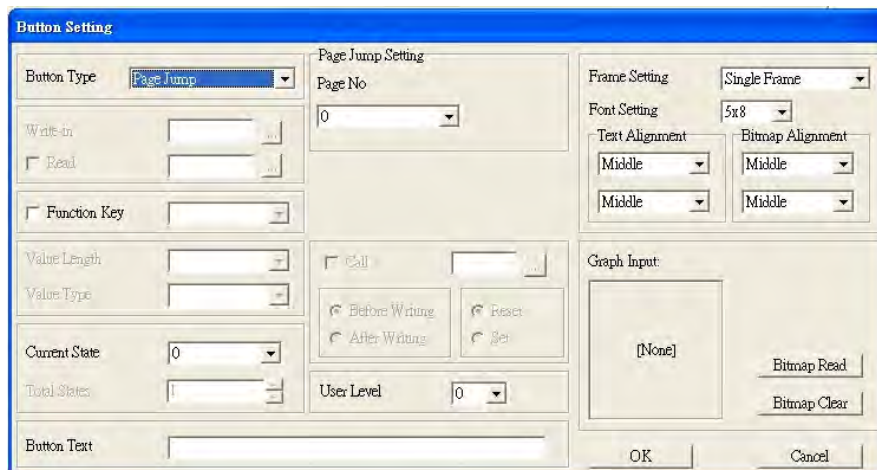 Button Setting
Button Type
Page Jump
Write-in
...
Read
...
Function Key
Value Length
Value Type
Current State
0
Total States
1
Button Text
Page Jump Setting
Page No
0
Call
...
Before Writing
After Writing
Reset
Set
User Level
0
Frame Setting
Single Frame
Font Setting
5x8
Text Alignment
Middle
Middle
Bitmap Alignment
Middle
Middle
Graph Input:
[None]
Bitmap Read
Bitmap Clear
OK
Cancel